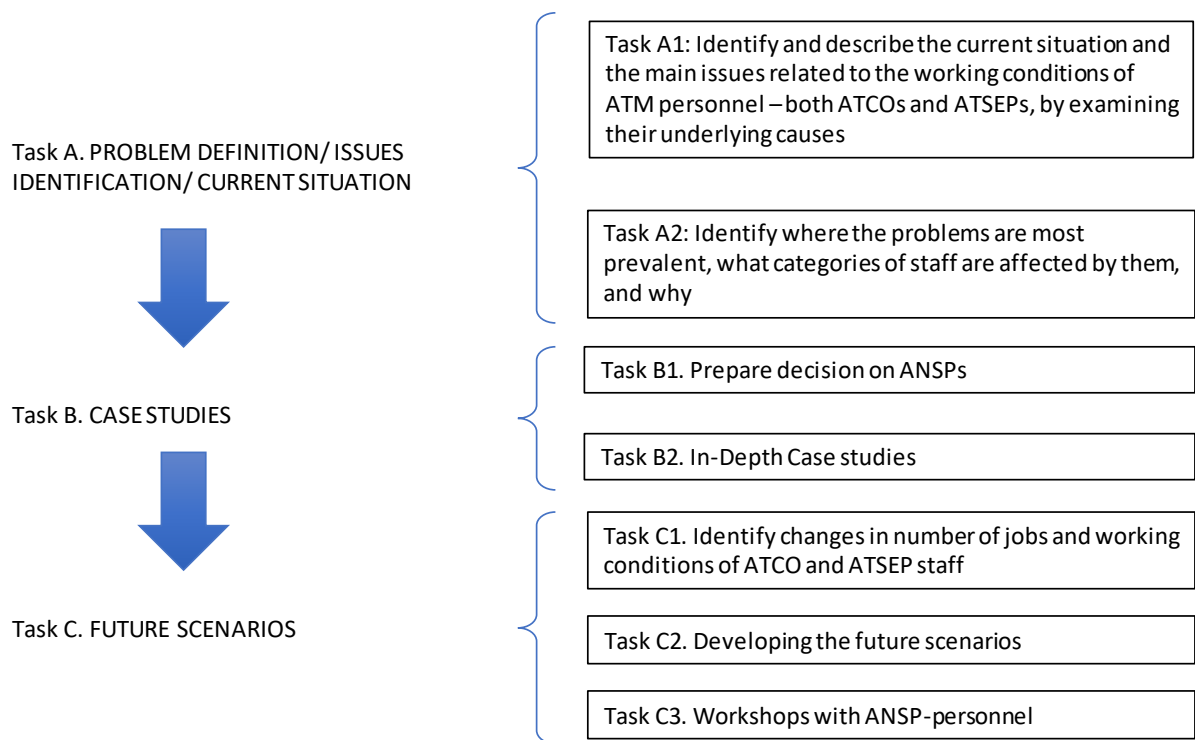 Task A. PROBLEM DEFINITION/ ISSUES
IDENTIFICATION/ CURRENT SITUATION
Task A1: Identify and describe the current situation and
the main issues related to the working conditions of
ATM personnel – both ATCOs and ATSEPs, by examining
their underlying causes
Task A2: Identify where the problems are most
prevalent, what categories of staff are affected by them,
and why
Task B. CASE STUDIES
Task B1. Prepare decision on ANSPs
Task B2. In-Depth Case studies
Task C. FUTURE SCENARIOS
Task C1. Identify changes in number of jobs and working
conditions of ATCO and ATSEP staff
Task C2. Developing the future scenarios
Task C3. Workshops with ANSP-personnel